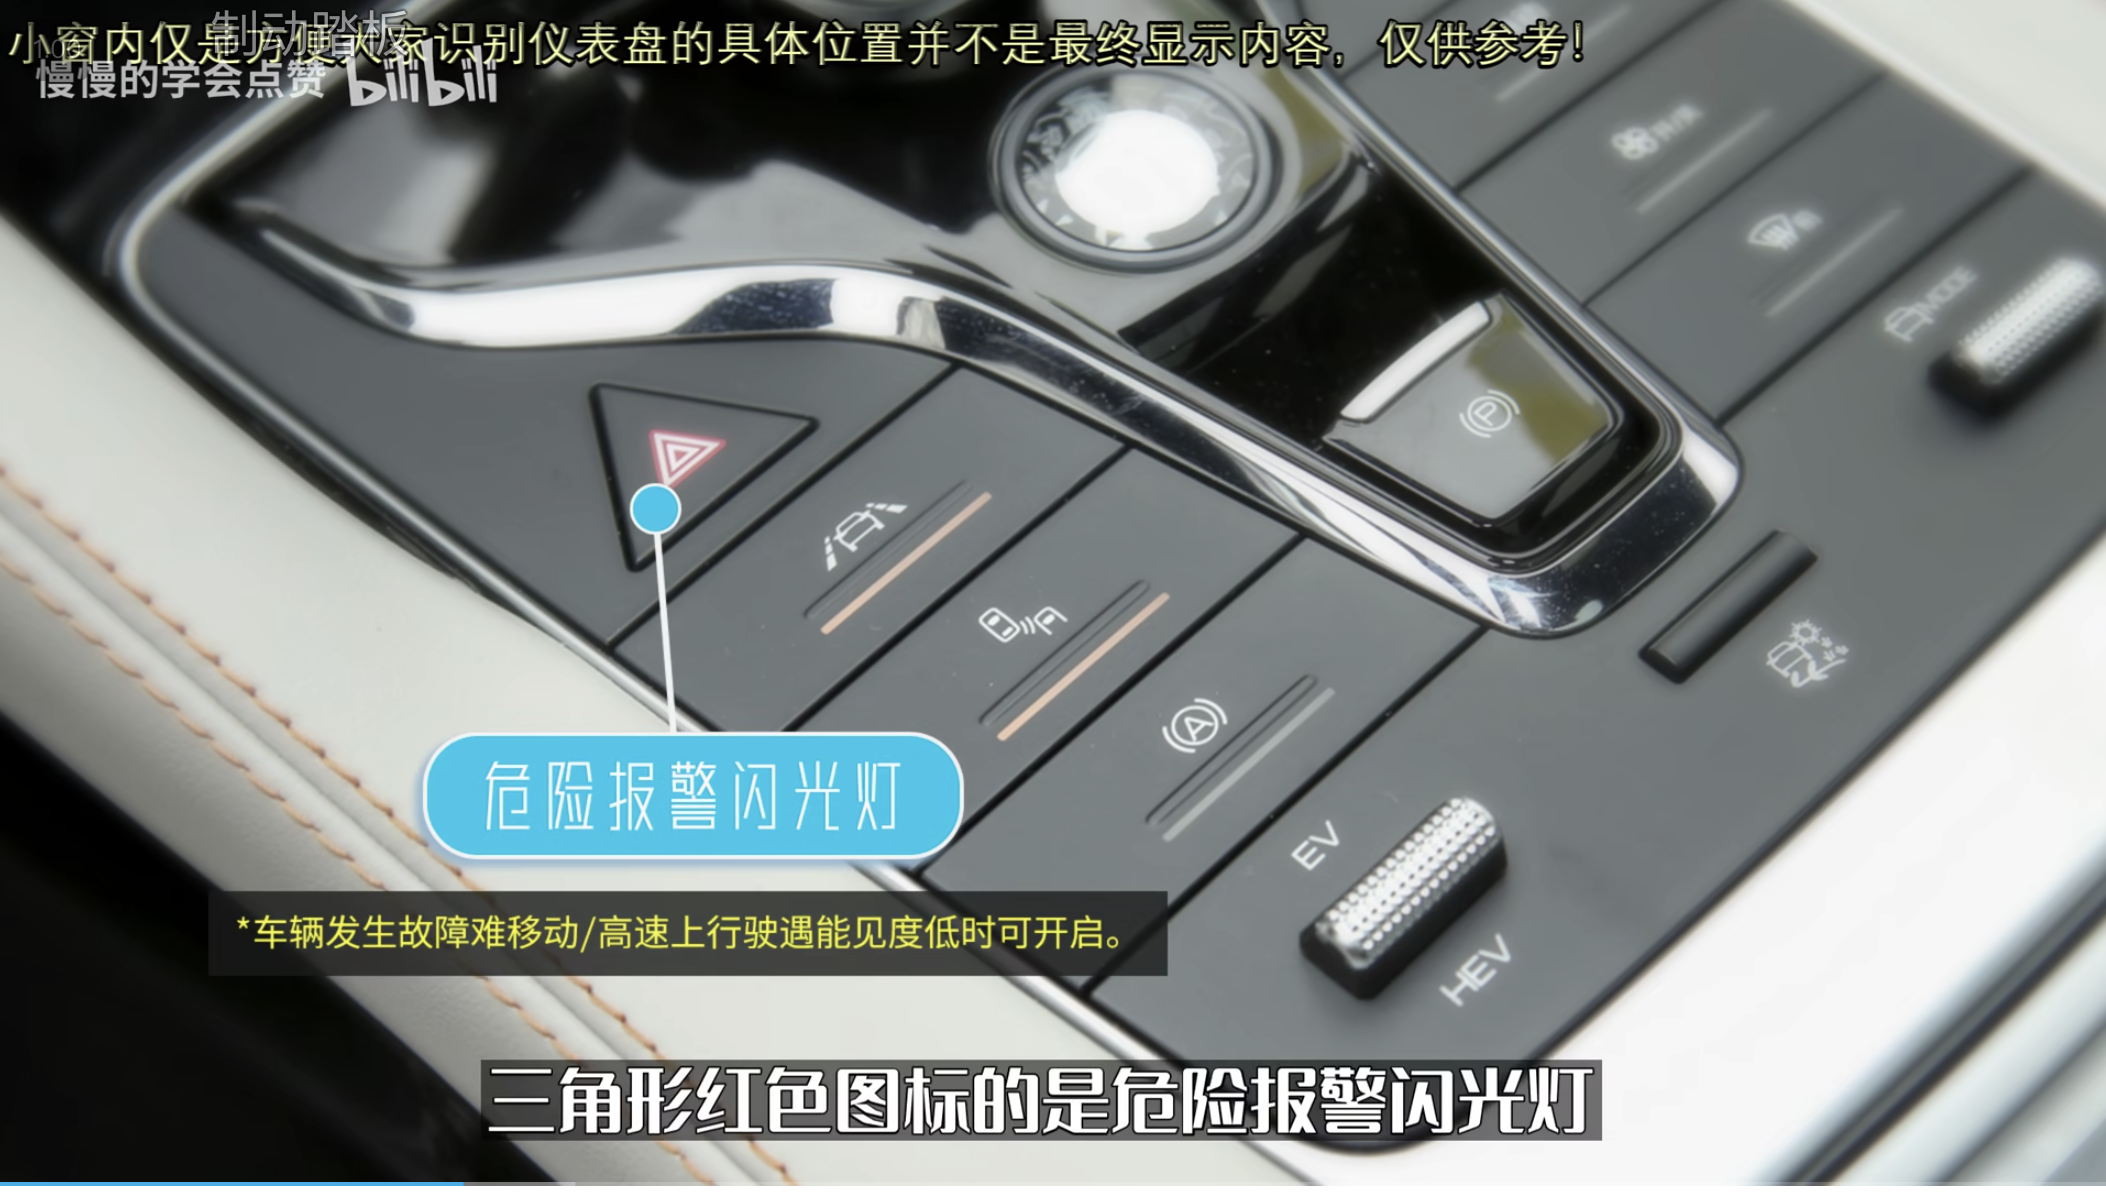 制动踏板
小窗内仅是方便大家识别仪表盘的具体位置并不是最终显示内容，仅供参考！
慢慢的学会点赞 bilibili
MODE
P
A
危险报警闪光灯
EV
HEV
*车辆发生故障难移动/高速上行驶遇能见度低时可开启。
三角形红色图标的是危险报警闪光灯